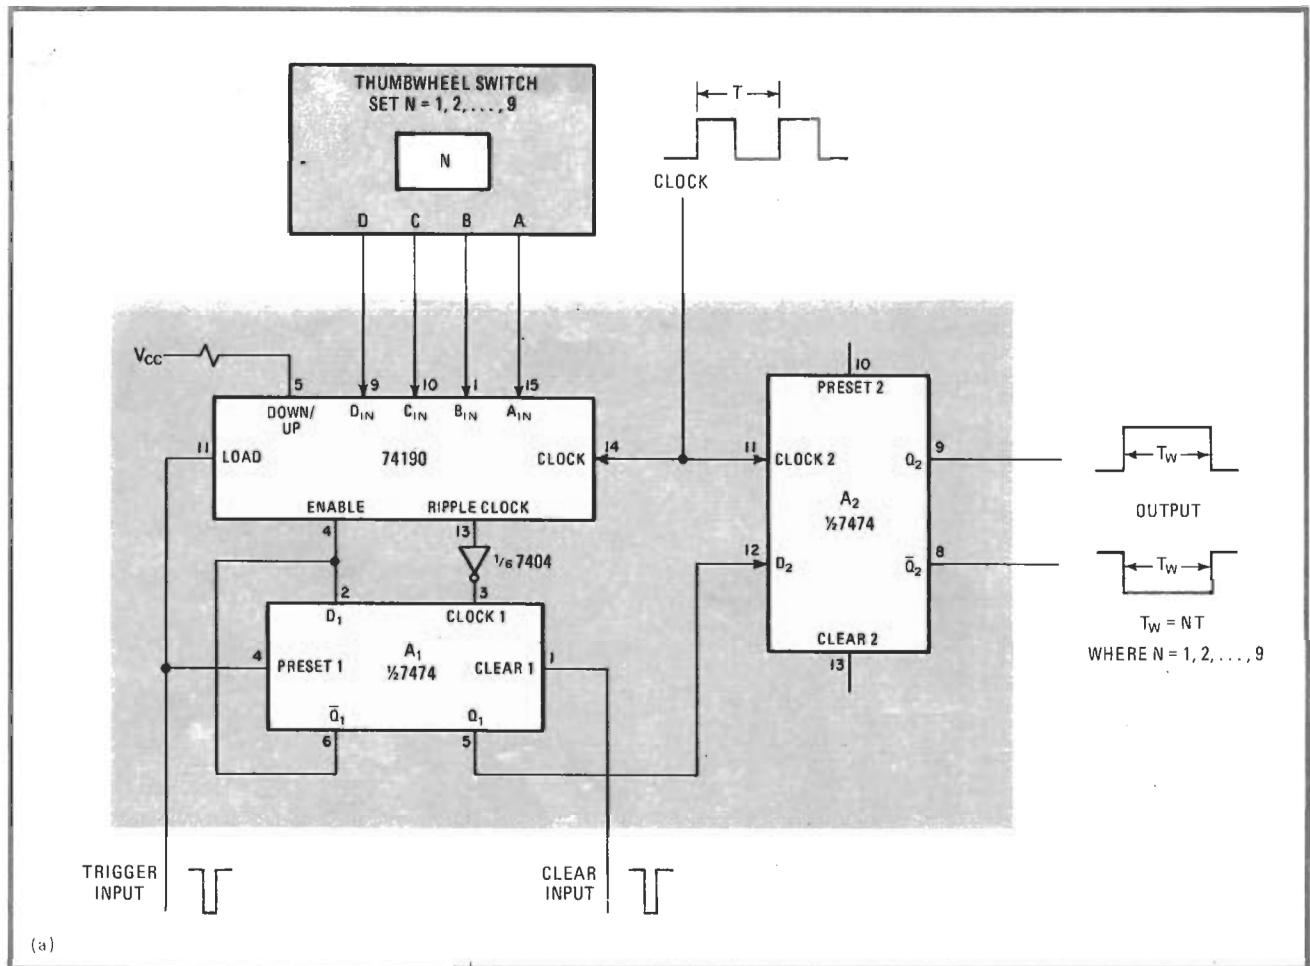 THUMBWHEEL SWITCH
SET N = 1, 2, . . . , 9
N
D C B A
T
CLOCK
VCC
5 9 10 1 15
DOWN/
UP
DIN CIN BIN AIN
11 LOAD 74190 CLOCK 14
ENABLE RIPPLE CLOCK
4 13
1/6 7404
2 3
D1 CLOCK 1
4 PRESET 1 A1 CLEAR 1 1
½7474
Q̅1 Q1
6 5
10
PRESET 2
11 CLOCK 2 Q2 9
A2
½7474
12 D2 Q̅2 8
CLEAR 2
13
TW
OUTPUT
TW
TW = NT
WHERE N = 1, 2, . . . , 9
TRIGGER
INPUT
CLEAR
INPUT
(a)